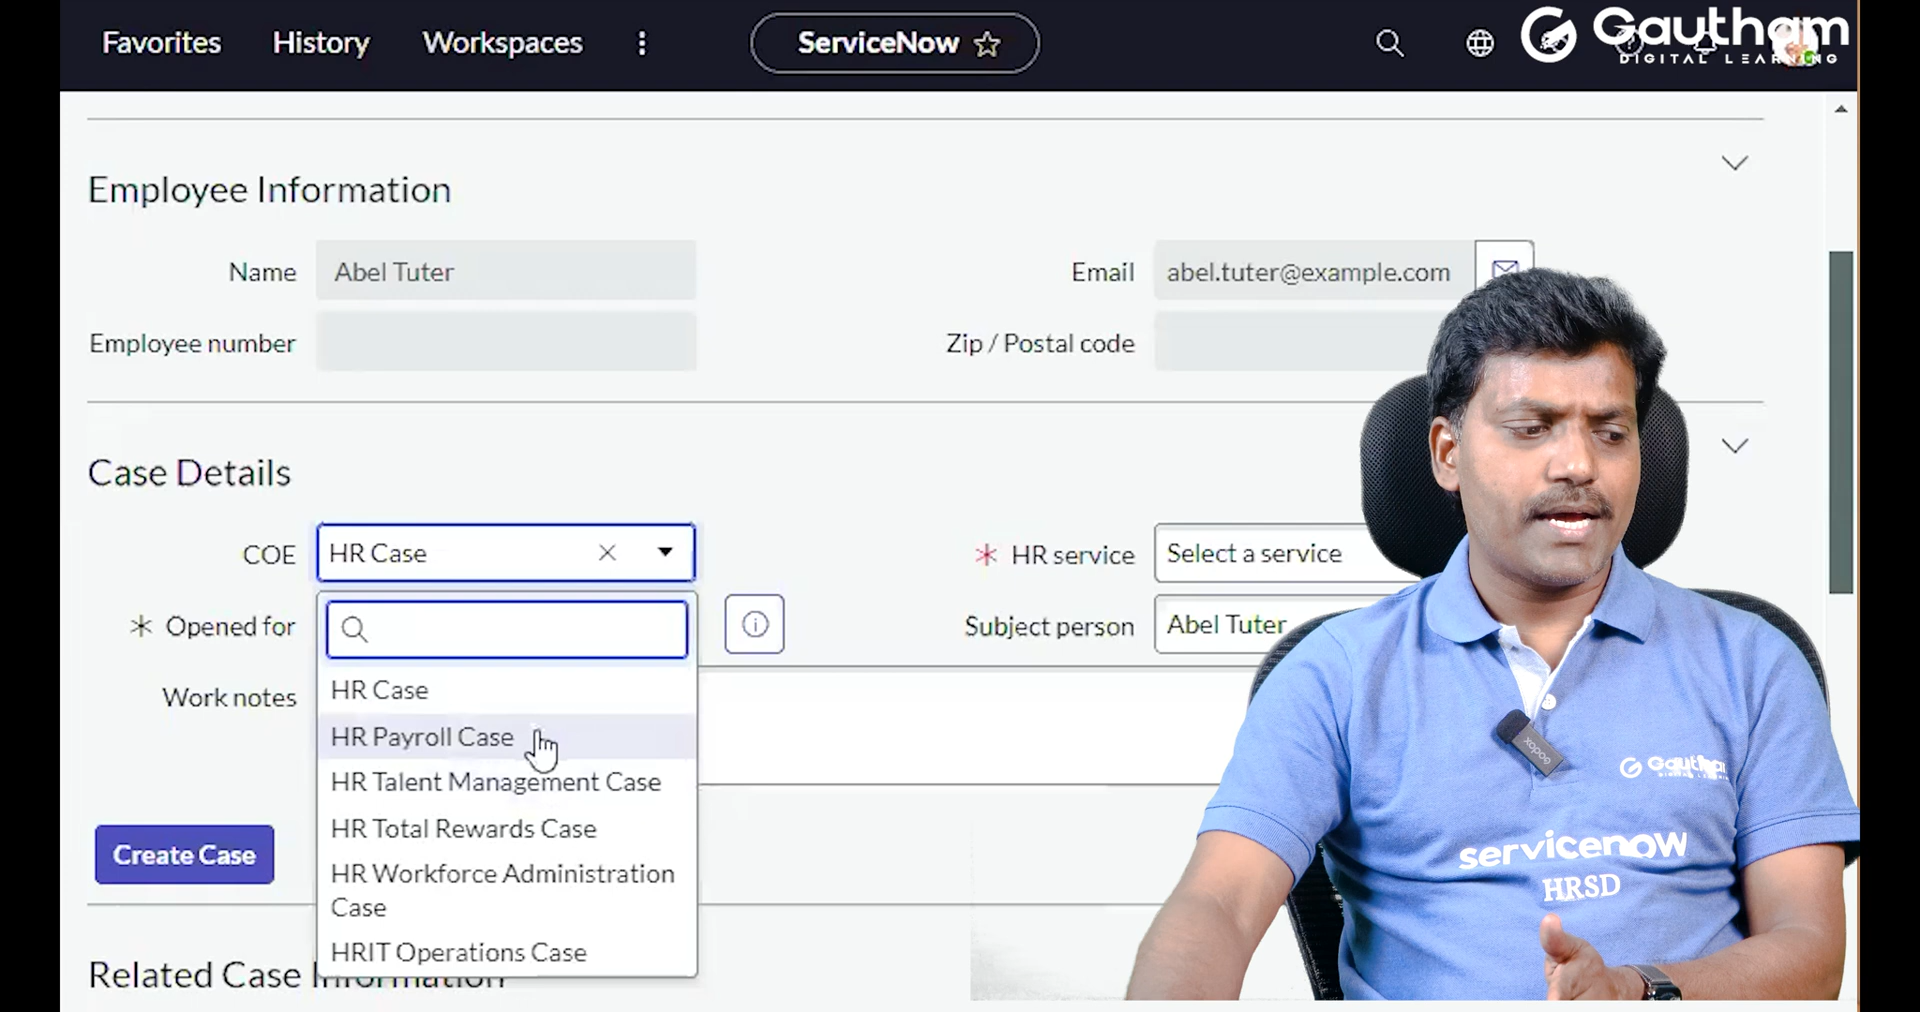 Favorites
History
Workspaces
ServiceNow
Gautham
DIGITAL LEARNING
Employee Information
Name
Abel Tuter
Email
abel.tuter@example.com
Employee number
Zip / Postal code
Case Details
COE
HR Case
* HR service
Select a service
* Opened for
Subject person
Abel Tuter
Work notes
HR Case
HR Payroll Case
HR Talent Management Case
HR Total Rewards Case
HR Workforce Administration
Case
HRIT Operations Case
Create Case
Related Case Information
Gautham
servicenow
HRSD